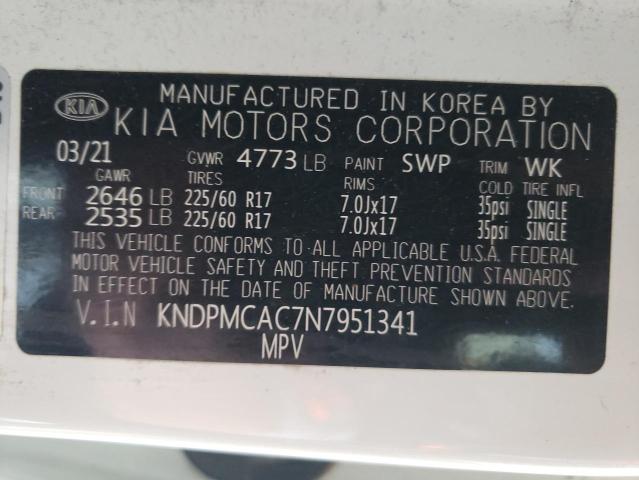 KIA
MANUFACTURED IN KOREA BY
KIA MOTORS CORPORATION
03/21 GVWR 4773 LB PAINT SWP TRIM WK
GAWR TIRES RIMS COLD TIRE INFL
FRONT 2646 LB 225/60 R17 7.0Jx17 35psi SINGLE
REAR 2535 LB 225/60 R17 7.0Jx17 35psi SINGLE
THIS VEHICLE CONFORMS TO ALL APPLICABLE U.S.A. FEDERAL
MOTOR VEHICLE SAFETY AND THEFT PREVENTION STANDARDS
IN EFFECT ON THE DATE OF MANUFACTURE SHOWN ABOVE.
V.I.N KNDPMCAC7N7951341
MPV